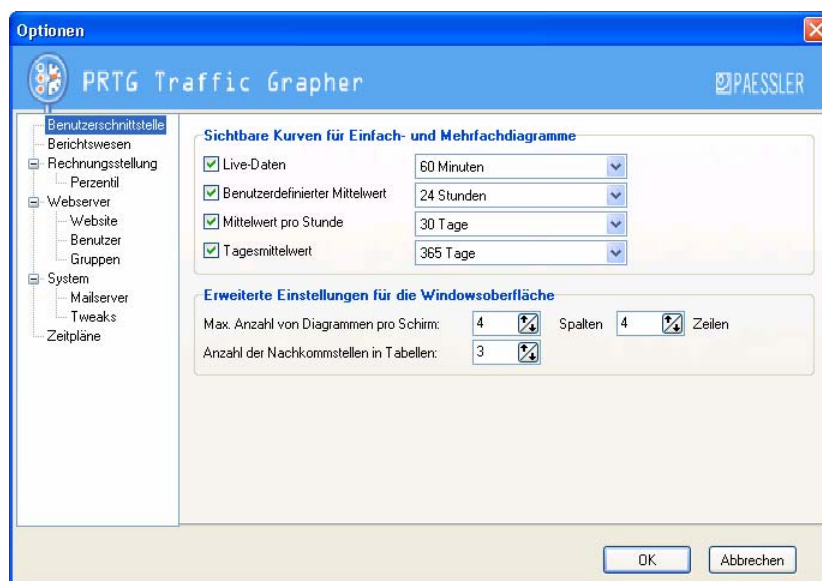 Optionen
PRTG Traffic Grapher
PAESSLER
Benutzerschnittstelle
Berichtswesen
Rechnungsstellung
Perzentil
Webserver
Website
Benutzer
Gruppen
System
Mailserver
Tweaks
Zeitpläne
Sichtbare Kurven für Einfach- und Mehrfachdiagramme
Live-Daten 60 Minuten
Benutzerdefinierter Mittelwert 24 Stunden
Mittelwert pro Stunde 30 Tage
Tagesmittelwert 365 Tage
Erweiterte Einstellungen für die Windowsoberfläche
Max. Anzahl von Diagrammen pro Schirm: 4 Spalten 4 Zeilen
Anzahl der Nachkommstellen in Tabellen: 3
OK Abbrechen